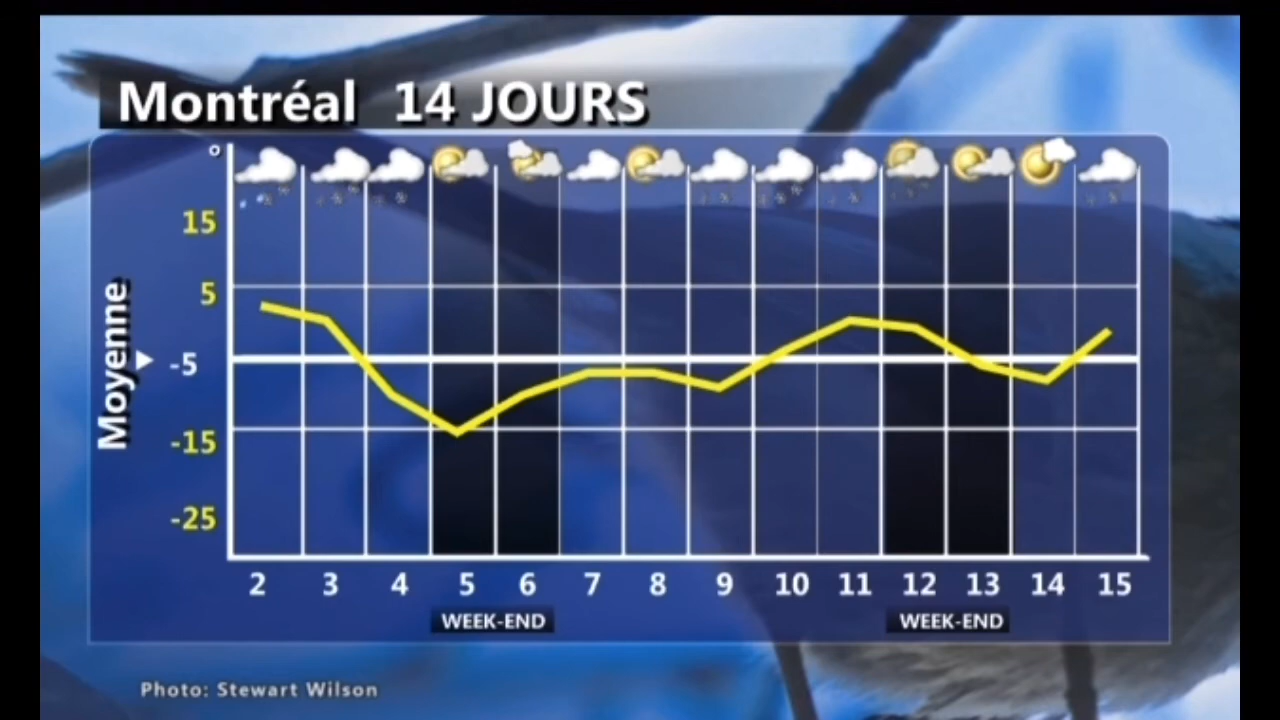 Montréal 14 JOURS
°
15
5
Moyenne
-5
-15
-25
2 3 4 5 6 7 8 9 10 11 12 13 14 15
WEEK-END WEEK-END
Photo: Stewart Wilson